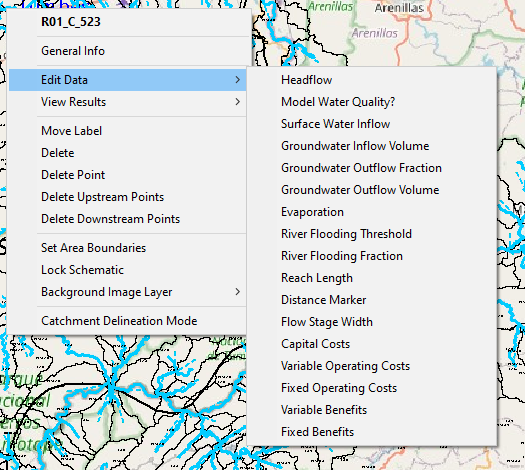 Arenillas
Arenillas
R01_C_523
General Info
Edit Data
View Results
Move Label
Delete
Delete Point
Delete Upstream Points
Delete Downstream Points
Set Area Boundaries
Lock Schematic
Background Image Layer
Catchment Delineation Mode
Headflow
Model Water Quality?
Surface Water Inflow
Groundwater Inflow Volume
Groundwater Outflow Fraction
Groundwater Outflow Volume
Evaporation
River Flooding Threshold
River Flooding Fraction
Reach Length
Distance Marker
Flow Stage Width
Capital Costs
Variable Operating Costs
Fixed Operating Costs
Variable Benefits
Fixed Benefits